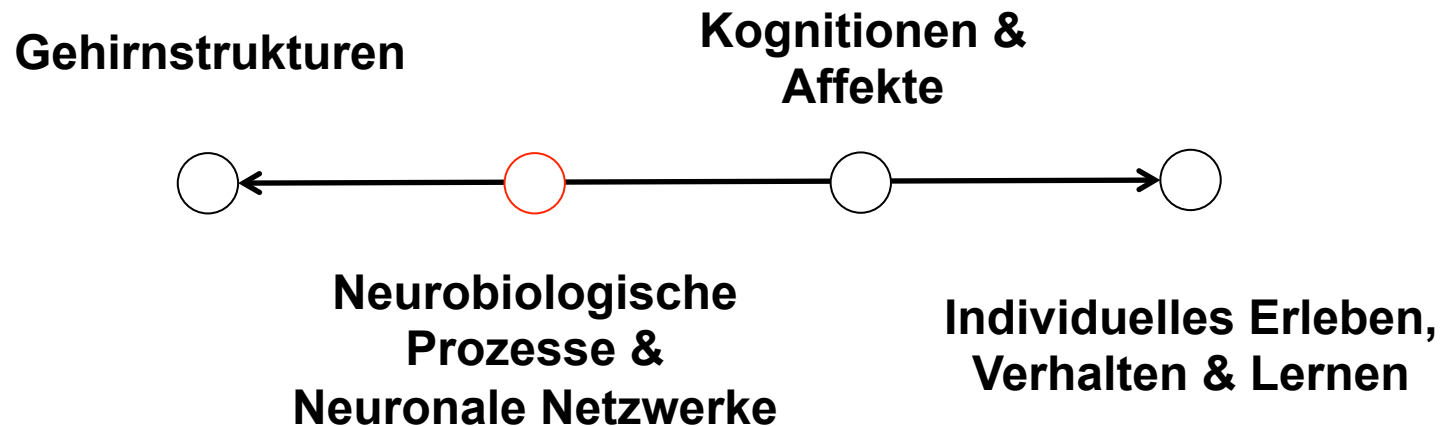 Gehirnstrukturen
Kognitionen &
Affekte
Neurobiologische
Prozesse &
Neuronale Netzwerke
Individuelles Erleben,
Verhalten & Lernen